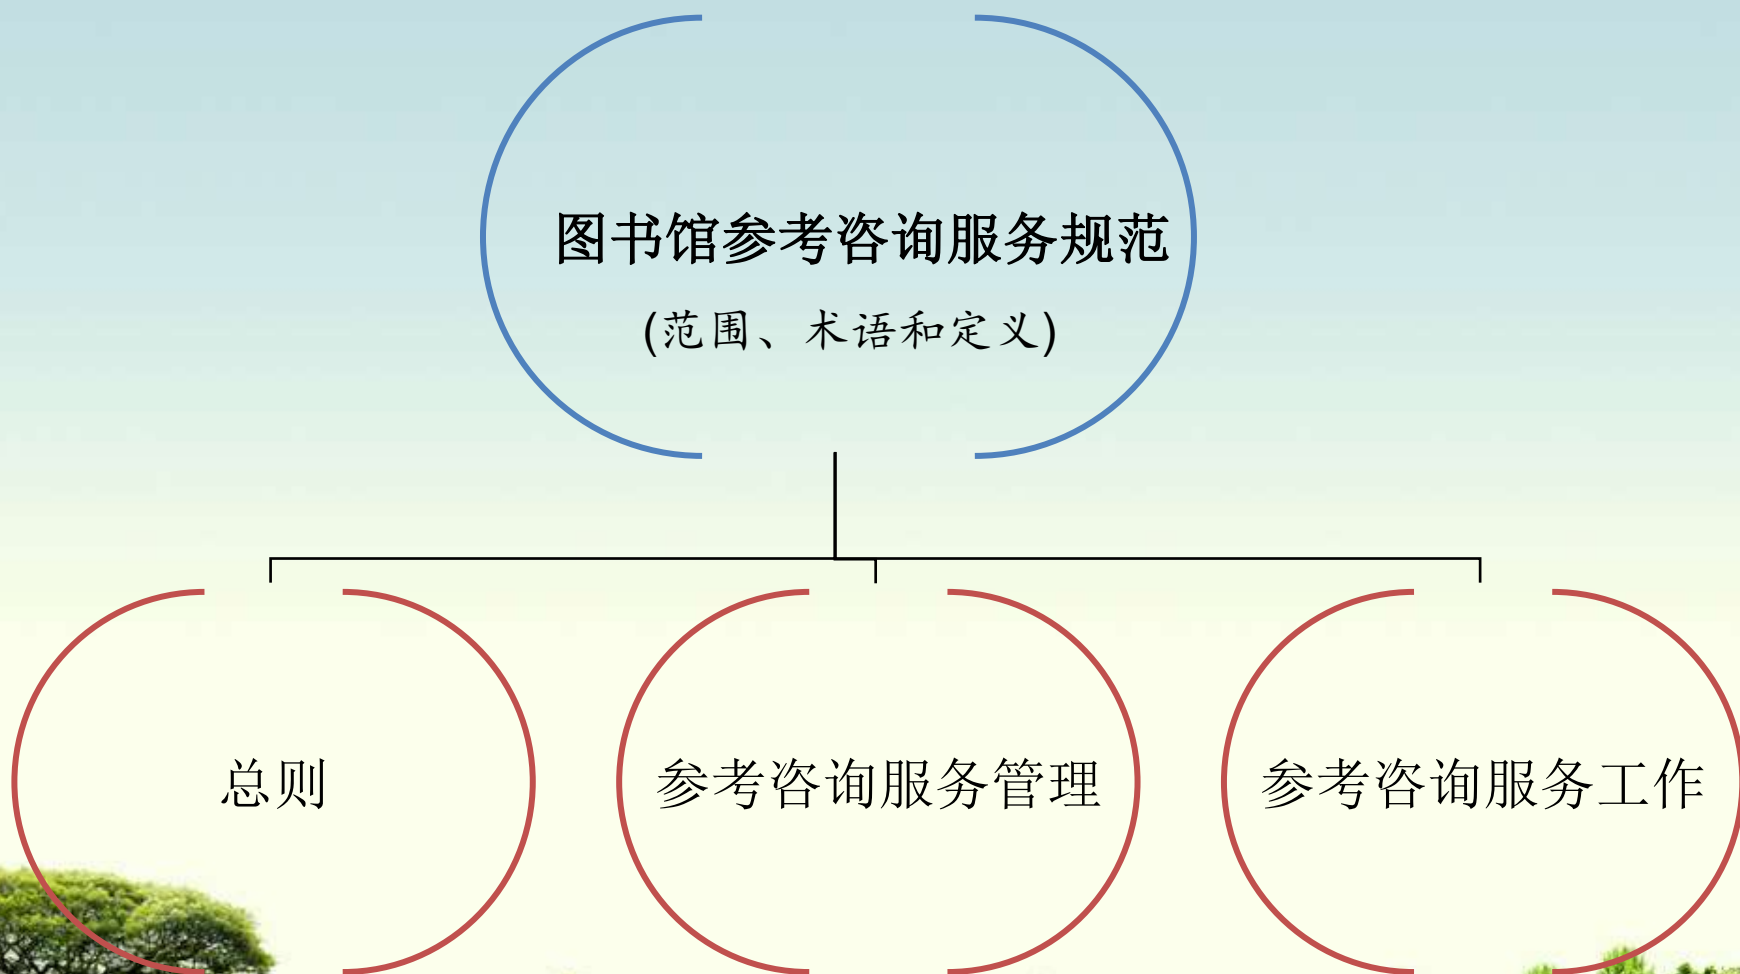 图书馆参考咨询服务规范
(范围、术语和定义)
总则
参考咨询服务管理
参考咨询服务工作